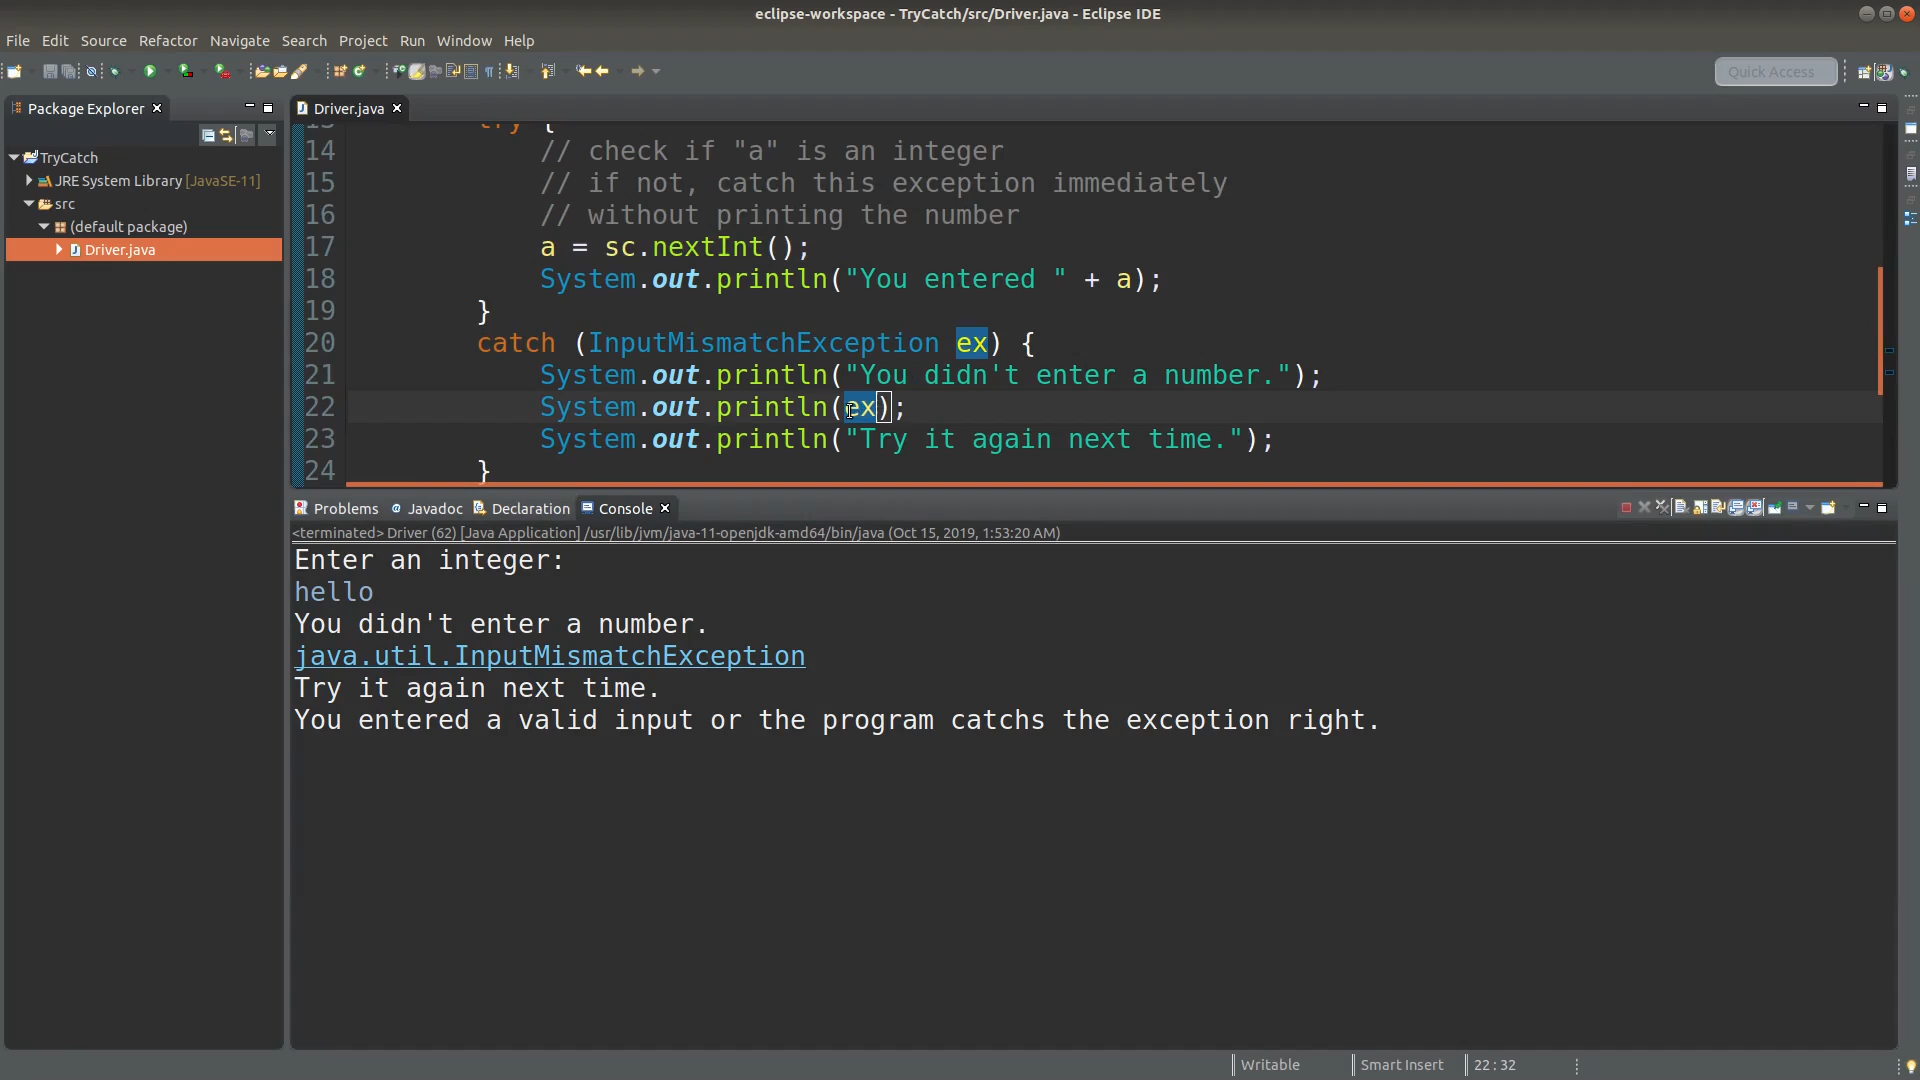 eclipse-workspace - TryCatch/src/Driver.java - Eclipse IDE
File Edit Source Refactor Navigate Search Project Run Window Help
Quick Access
Package Explorer
Driver.java
TryCatch
JRE System Library [JavaSE-11]
src
(default package)
Driver.java
13 try {
14 // check if "a" is an integer
15 // if not, catch this exception immediately
16 // without printing the number
17 a = sc.nextInt();
18 System.out.println("You entered " + a);
19 }
20 catch (InputMismatchException ex) {
21 System.out.println("You didn't enter a number.");
22 System.out.println(ex);
23 System.out.println("Try it again next time.");
24 }
Problems Javadoc Declaration Console
<terminated> Driver (62) [Java Application] /usr/lib/jvm/java-11-openjdk-amd64/bin/java (Oct 15, 2019, 1:53:20 AM)
Enter an integer:
hello
You didn't enter a number.
java.util.InputMismatchException
Try it again next time.
You entered a valid input or the program catchs the exception right.
Writable Smart Insert 22 : 32